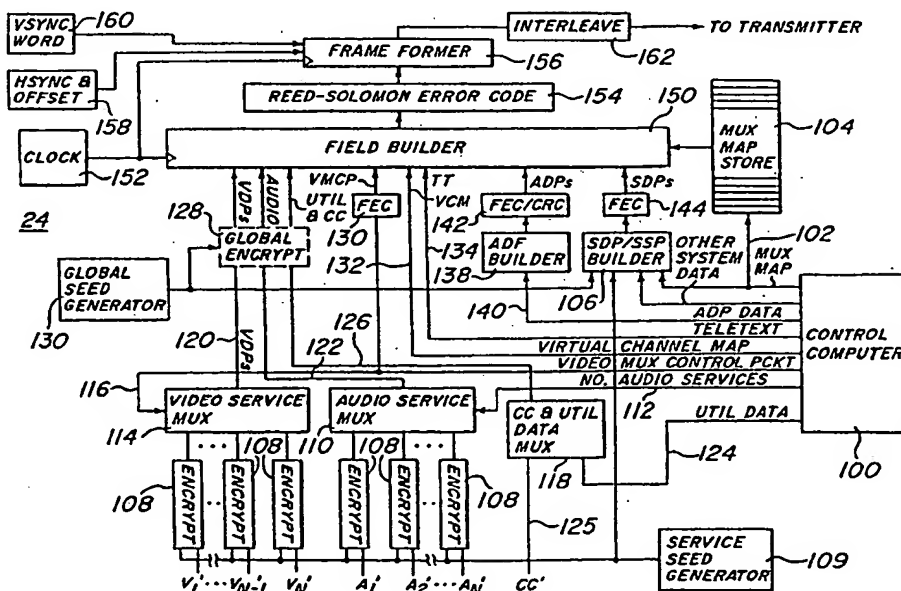 VSYNC WORD
160
INTERLEAVE
TO TRANSMITTER
FRAME FORMER
162
156
HSYNC & OFFSET
158
REED-SOLOMON ERROR CODE
154
150
104
MUX MAP STORE
CLOCK
152
FIELD BUILDER
24
VDPs
AUDIO
UTIL & CC
VMCP
TT
VCM
ADPs
SDPs
128
GLOBAL ENCRYPT
FEC
130
132
134
142
FEC/CRC
FEC
144
ADF BUILDER
138
140
SDP/SSP BUILDER
106
OTHER SYSTEM DATA
102
MUX MAP
GLOBAL SEED GENERATOR
130
120
VDPs
126
122
116
ADP DATA
TELETEXT
VIRTUAL CHANNEL MAP
VIDEO MUX CONTROL PCKT
NO. AUDIO SERVICES
112
UTIL DATA
CONTROL COMPUTER
100
VIDEO SERVICE MUX
114
AUDIO SERVICE MUX
110
CC & UTIL DATA MUX
118
124
108
108
108
108
ENCRYPT
ENCRYPT
ENCRYPT
ENCRYPT
ENCRYPT
ENCRYPT
125
SERVICE SEED GENERATOR
109
V1' ··· VN-1' VN' A1' A2' ··· AN' CC'